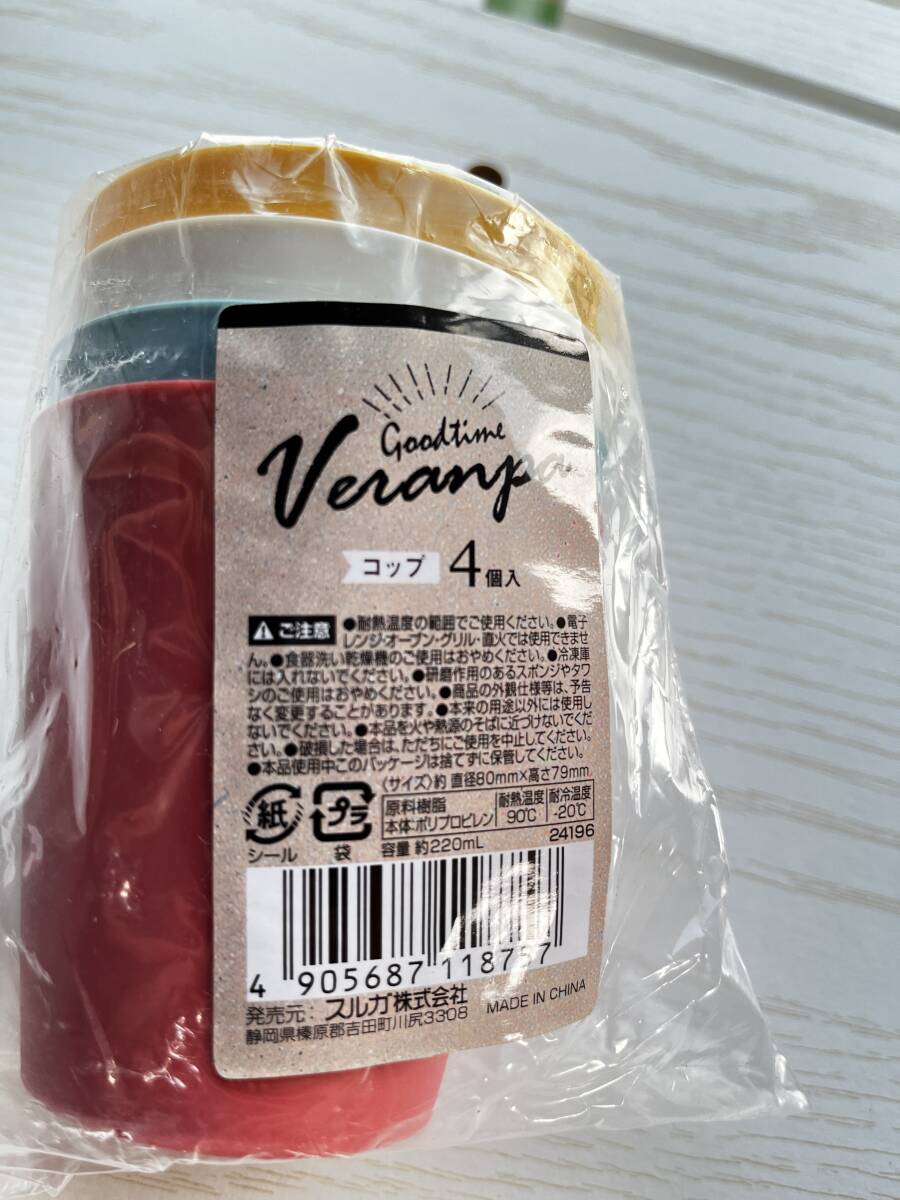 Goodtime
コップ 4個入
ご注意 ●耐熱温度の範囲でご使用ください。●電子
レンジ・オーブン・グリル・直火では使用できませ
ん。●食器洗い乾燥機のご使用はおやめください。●冷凍庫
には入れないでください。●研磨作用のあるスポンジやタワ
シのご使用はおやめください。●商品の外観仕様等は、予告
なく変更することがあります。●本来の用途以外には使用し
ないでください。●本品を火や熱源のそばに近づけないでくだ
さい。●破損した場合は、ただちにご使用を中止してください。
●本品使用中このパッケージは捨てずに保管してください。
(サイズ)約 直径80mm×高さ79mm
紙 プラ
シール 袋
原料樹脂 耐熱温度 耐冷温度
本体:ポリプロピレン 90℃ -20℃
容量 約220mL 24196
4 905687 118757
発売元: スルガ株式会社 MADE IN CHINA
静岡県榛原郡吉田町川尻3308